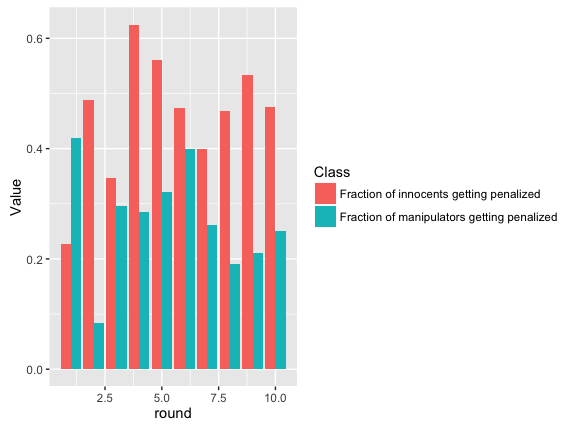 0.6
0.4
0.2
0.0
Value
2.5 5.0 7.5 10.0
round
Class
Fraction of innocents getting penalized
Fraction of manipulators getting penalized